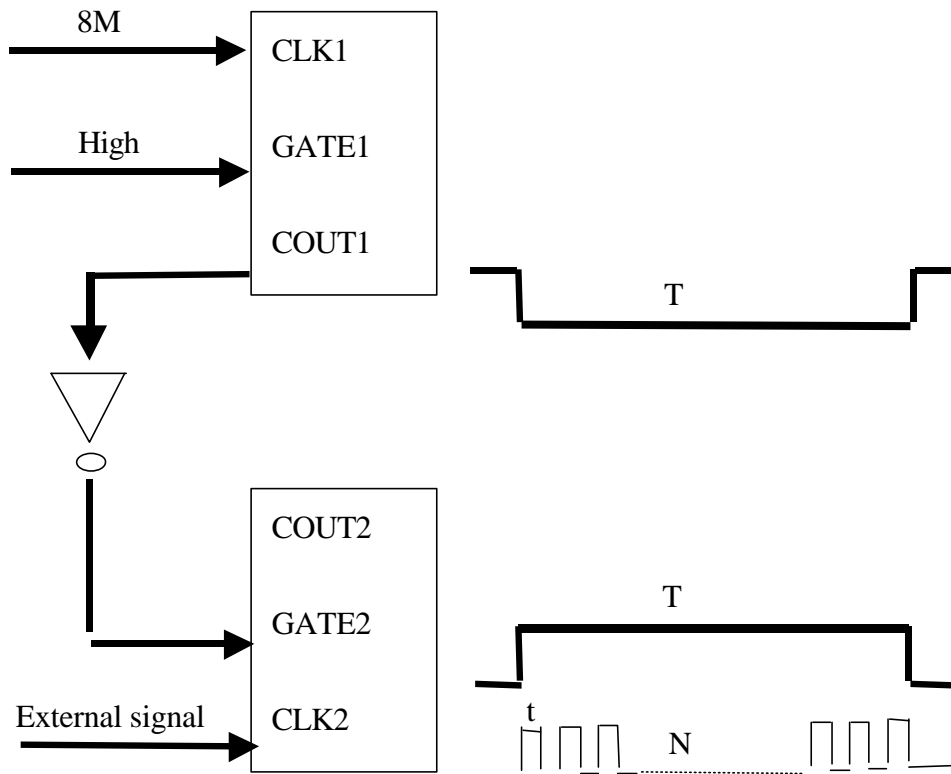 8M
CLK1
High
GATE1
COUT1
T
COUT2
T
GATE2
External signal
CLK2
t
N